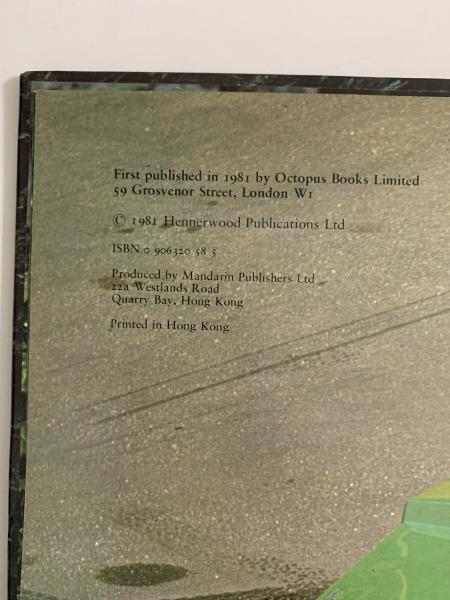 First published in 1981 by Octopus Books Limited
59 Grosvenor Street, London W1
© 1981 Hennerwood Publications Ltd
ISBN 0 906320 58 5
Produced by Mandarin Publishers Ltd
22a Westlands Road
Quarry Bay, Hong Kong
Printed in Hong Kong